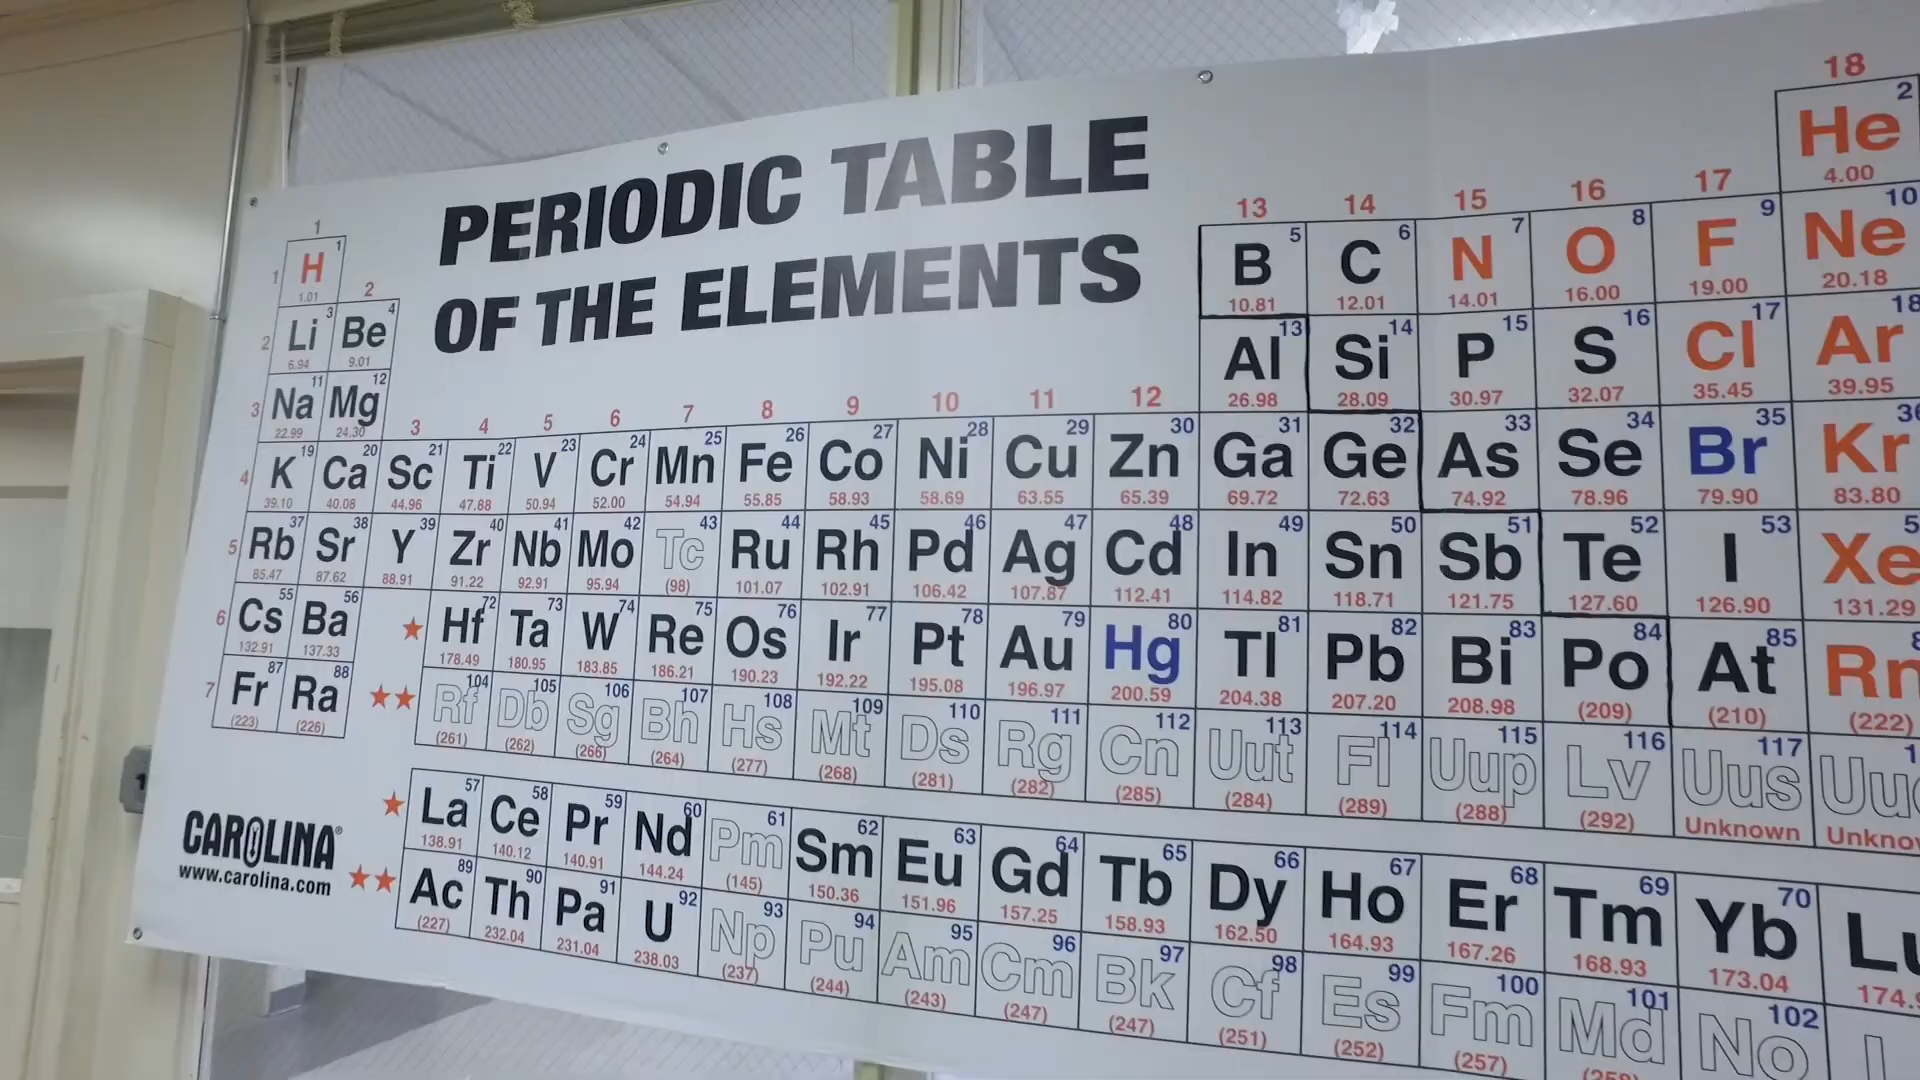 PERIODIC TABLE
OF THE ELEMENTS
18
2
He
4.00
13 14 15 16 17
1
1
1
H
1.01
2
5 6 7 8 9 10
B C N O F Ne
10.81 12.01 14.01 16.00 19.00 20.18
2
3 4
Li Be
6.94 9.01
13 14 15 16 17 18
Al Si P S Cl Ar
26.98 28.09 30.97 32.07 35.45 39.95
3
11 12
Na Mg
22.99 24.30
3 4 5 6 7 8 9 10 11 12
4
19 20 21 22 23 24 25 26 27 28 29 30 31 32 33 34 35
K Ca Sc Ti V Cr Mn Fe Co Ni Cu Zn Ga Ge As Se Br Kr
39.10 40.08 44.96 47.88 50.94 52.00 54.94 55.85 58.93 58.69 63.55 65.39 69.72 72.63 74.92 78.96 79.90 83.80
5
37 38 39 40 41 42 43 44 45 46 47 48 49 50 51 52 53
Rb Sr Y Zr Nb Mo Tc Ru Rh Pd Ag Cd In Sn Sb Te I Xe
85.47 87.62 88.91 91.22 92.91 95.94 (98) 101.07 102.91 106.42 107.87 112.41 114.82 118.71 121.75 127.60 126.90 131.29
6
55 56 72 73 74 75 76 77 78 79 80 81 82 83 84 85
Cs Ba Hf Ta W Re Os Ir Pt Au Hg Tl Pb Bi Po At Rn
132.91 137.33 178.49 180.95 183.85 186.21 190.23 192.22 195.08 196.97 200.59 204.38 207.20 208.98 (209) (210) (222)
7
87 88 104 105 106 107 108 109 110 111 112 113 114 115 116 117
Fr Ra Rf Db Sg Bh Hs Mt Ds Rg Cn Uut Fl Uup Lv Uus
(223) (226) (261) (262) (266) (264) (277) (268) (281) (282) (285) (284) (289) (288) (292) Unknown
57 58 59 60 61 62 63 64 65 66 67 68 69 70
La Ce Pr Nd Pm Sm Eu Gd Tb Dy Ho Er Tm Yb
138.91 140.12 140.91 144.24 (145) 150.36 151.96 157.25 158.93 162.50 164.93 167.26 168.93 173.04
89 90 91 92 93 94 95 96 97 98 99 100 101 102
Ac Th Pa U Np Pu Am Cm Bk Cf Es Fm Md No
(227) 232.04 231.04 238.03 (237) (244) (243) (247) (247) (251) (252) (257)
CAROLINA®
www.carolina.com